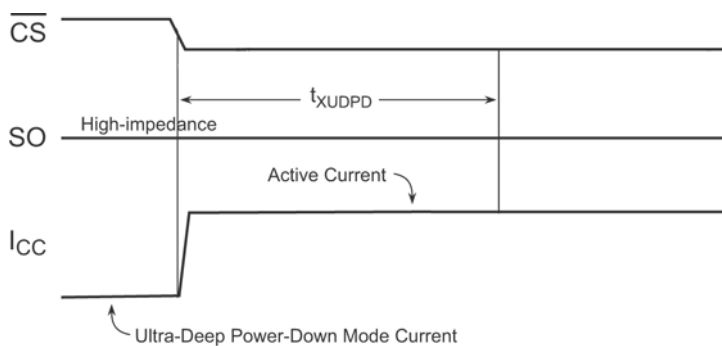 CS
tXUDPD
High-impedance
SO
Active Current
ICC
Ultra-Deep Power-Down Mode Current